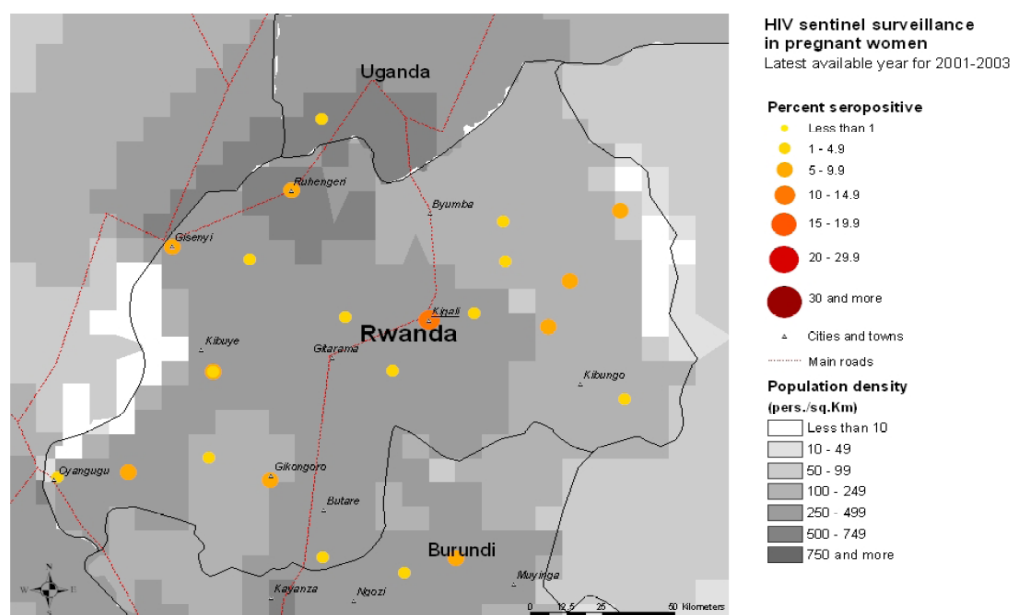 HIV sentinel surveillance
in pregnant women
Latest available year for 2001-2003
Percent seropositive
Less than 1
1 - 4.9
5 - 9.9
10 - 14.9
15 - 19.9
20 - 29.9
30 and more
Cities and towns
Main roads
Population density
(pers./sq.Km)
Less than 10
10 - 49
50 - 99
100 - 249
250 - 499
500 - 749
750 and more
Uganda
Ruhengeri
Byumba
Gisenyi
Kigali
Rwanda
Kibuye
Gitarama
Kibungo
Oyangugu
Gikongoro
Butare
Burundi
Kayanza
Ngozi
Muyinga
N
W
E
S
0 12,5 25 50 Kilometers